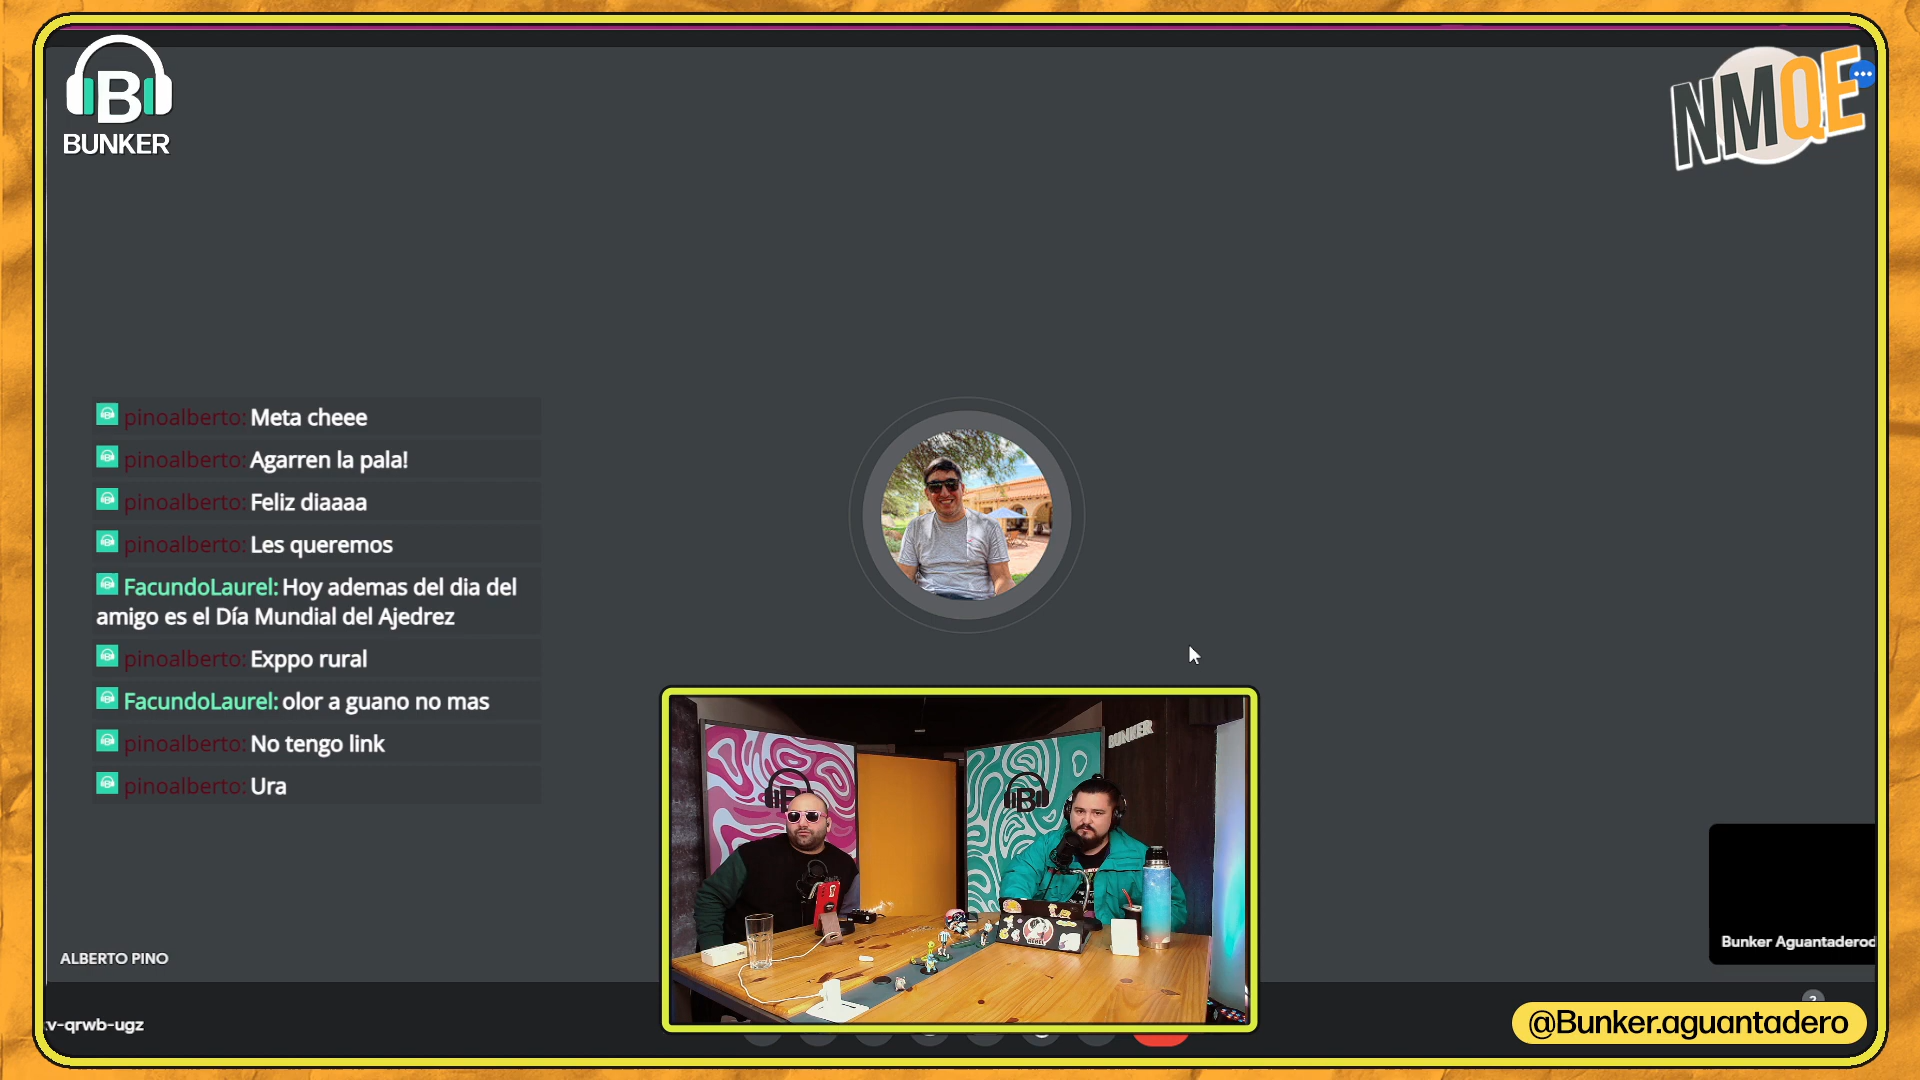 BUNKER
NMQE
pinoalberto: Meta cheee
pinoalberto: Agarren la pala!
pinoalberto: Feliz diaaaa
pinoalberto: Les queremos
FacundoLaurel: Hoy ademas del dia del
amigo es el Día Mundial del Ajedrez
pinoalberto: Exppo rural
FacundoLaurel: olor a guano no mas
pinoalberto: No tengo link
pinoalberto: Ura
BUNKER
B
B
ALBERTO PINO
Bunker Aguantadero
v-qrwb-ugz
@Bunker.aguantadero